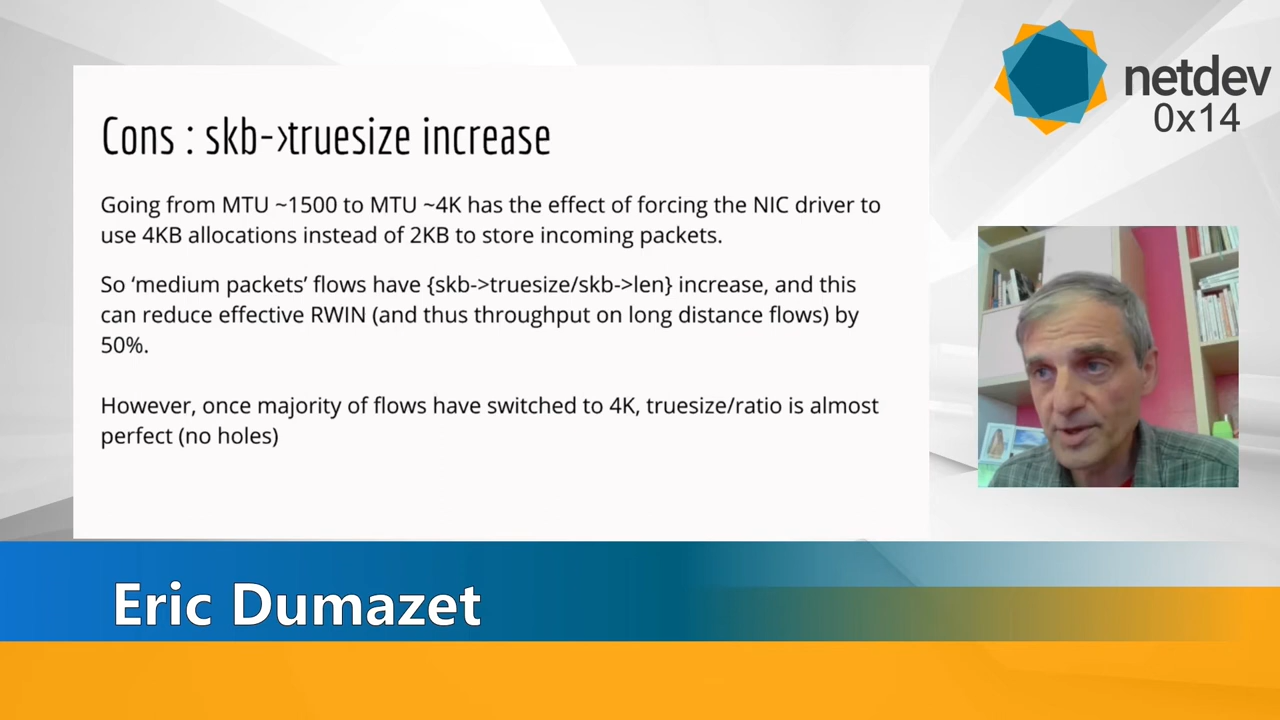 Cons : skb->truesize increase
Going from MTU ~1500 to MTU ~4K has the effect of forcing the NIC driver to
use 4KB allocations instead of 2KB to store incoming packets.
So ‘medium packets’ flows have {skb->truesize/skb->len} increase, and this
can reduce effective RWIN (and thus throughput on long distance flows) by
50%.
However, once majority of flows have switched to 4K, truesize/ratio is almost
perfect (no holes)
netdev
0x14
Eric Dumazet